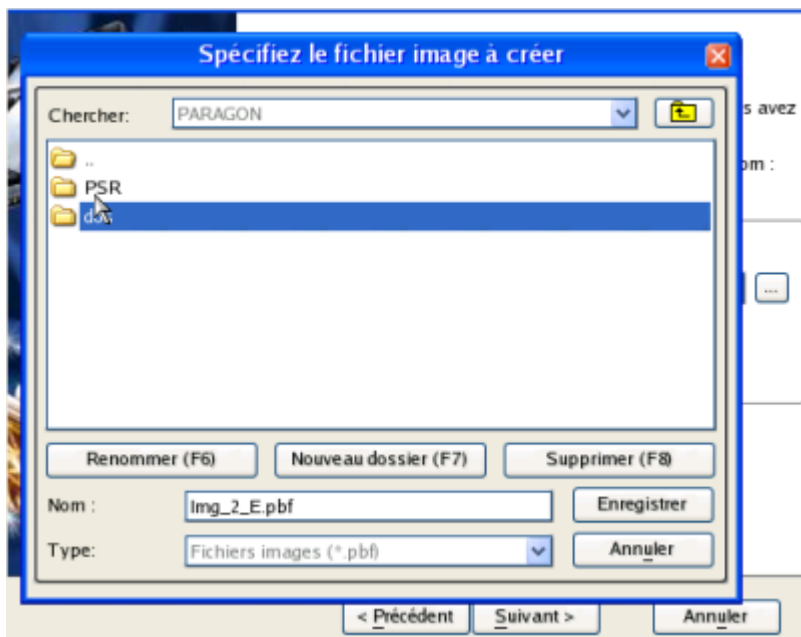 Spécifiez le fichier image à créer
Chercher: PARAGON
s avez
..
om :
PSR
...
Renommer (F6) Nouveau dossier (F7) Supprimer (F8)
Nom : Img_2_E.pbf Enregistrer
Type: Fichiers images (*.pbf) Annuler
< Précédent Suivant > Annuler